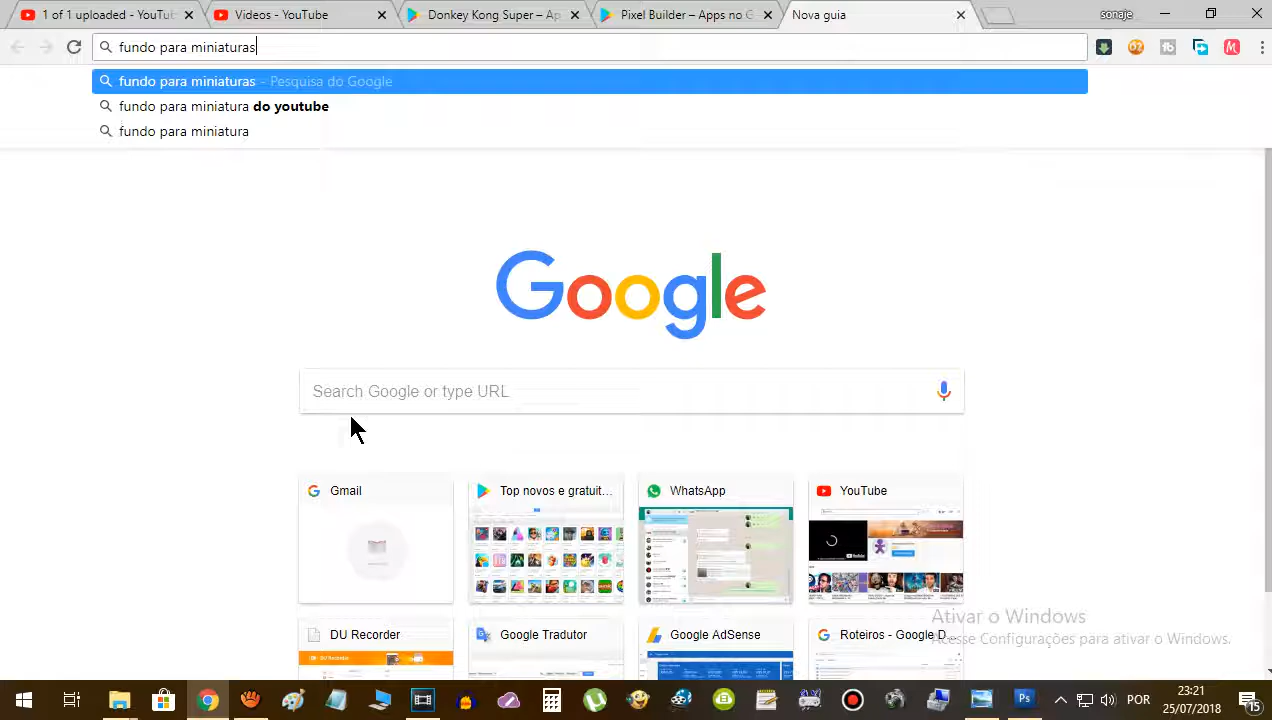 1 of 1 uploaded - YouTu
Videos - YouTube
Donkey Kong Super – Ap
Pixel Builder – Apps no G
Nova guia
sonaje
fundo para miniaturas
fundo para miniaturas - Pesquisa do Google
fundo para miniatura do youtube
fundo para miniatura
Google
Search Google or type URL
Gmail
Top novos e gratuit...
WhatsApp
YouTube
DU Recorder
Google Tradutor
Google AdSense
Roteiros - Google D...
Ativar o Windows
Acesse Configurações para ativar o Windows.
Ps
POR
23:21
25/07/2018
15